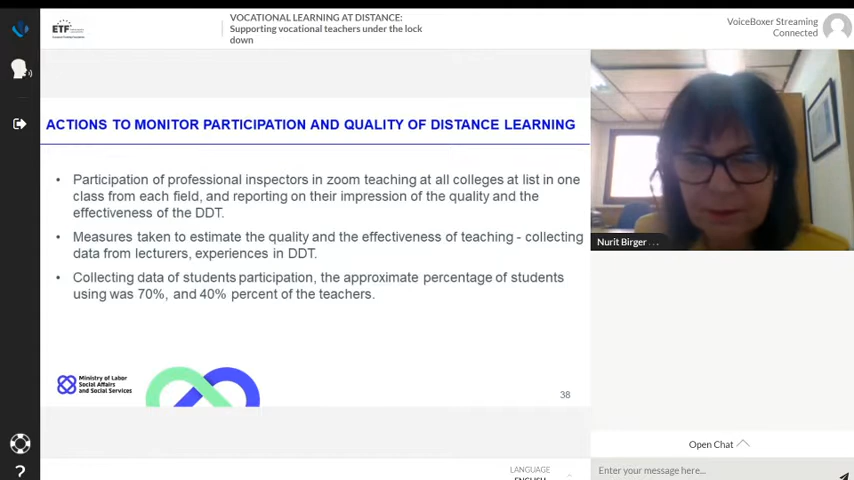 VOCATIONAL LEARNING AT DISTANCE:
Supporting vocational teachers under the lock
down
VoiceBoxer Streaming
Connected
ETF
ACTIONS TO MONITOR PARTICIPATION AND QUALITY OF DISTANCE LEARNING
• Participation of professional inspectors in zoom teaching at all colleges at list in one
class from each field, and reporting on their impression of the quality and the
effectiveness of the DDT.
• Measures taken to estimate the quality and the effectiveness of teaching - collecting
data from lecturers, experiences in DDT.
• Collecting data of students participation, the approximate percentage of students
using was 70%, and 40% percent of the teachers.
Nurit Birger ...
Ministry of Labor
Social Affairs
and Social Services
38
Open Chat
LANGUAGE
ENGLISH
Enter your message here...
?